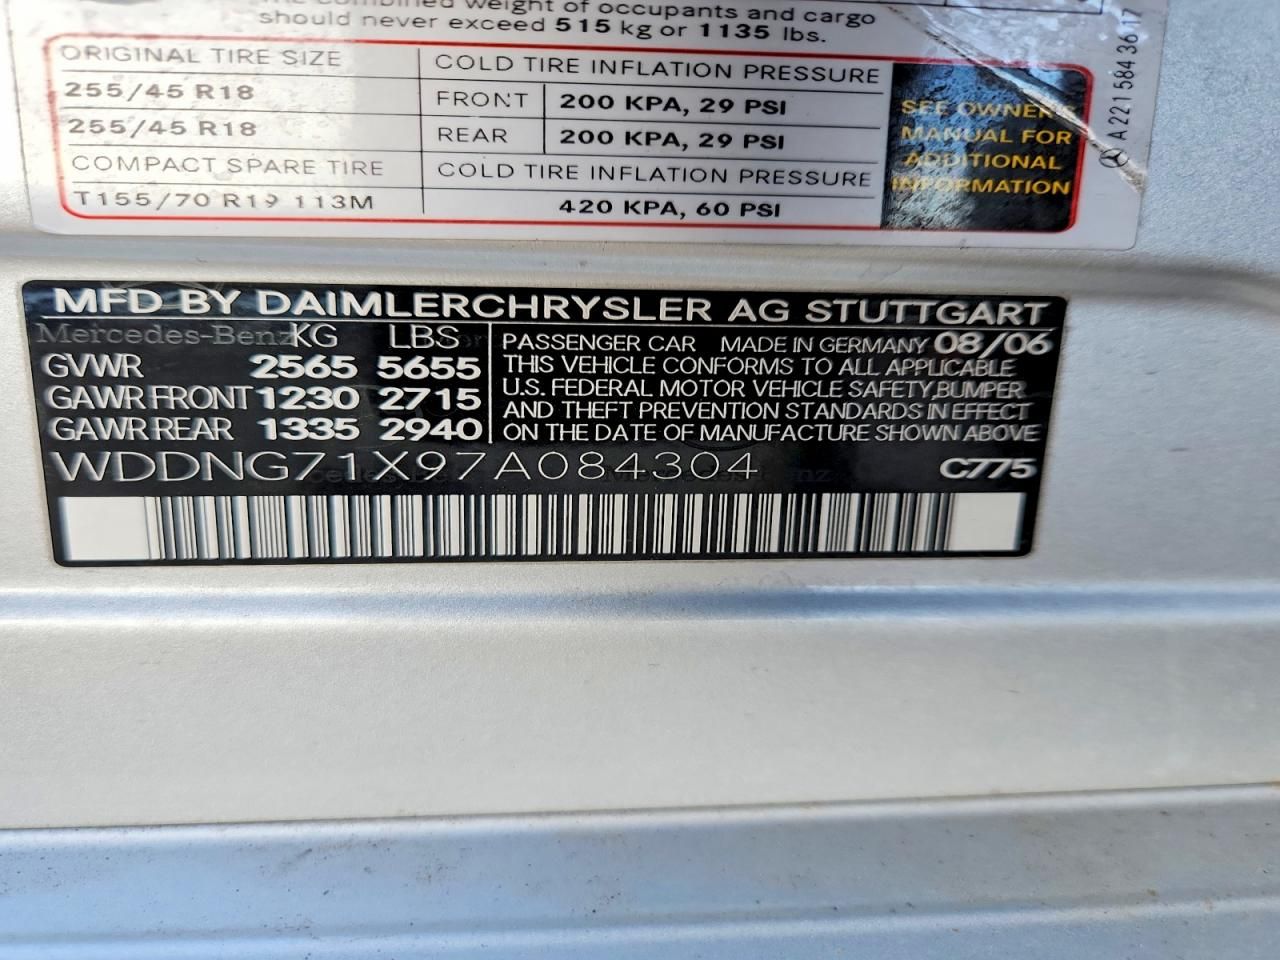 The combined weight of occupants and cargo
should never exceed 515 kg or 1135 lbs.
ORIGINAL TIRE SIZE COLD TIRE INFLATION PRESSURE
255/45 R18 FRONT 200 KPA, 29 PSI
255/45 R18 REAR 200 KPA, 29 PSI
COMPACT SPARE TIRE COLD TIRE INFLATION PRESSURE
T155/70 R19 113M 420 KPA, 60 PSI
SEE OWNER'S
MANUAL FOR
ADDITIONAL
INFORMATION
A2215843617
MFD BY DAIMLERCHRYSLER AG STUTTGART
Mercedes-Benz
KG LBS
GVWR 2565 5655
GAWR FRONT 1230 2715
GAWR REAR 1335 2940
PASSENGER CAR MADE IN GERMANY 08/06
THIS VEHICLE CONFORMS TO ALL APPLICABLE
U.S. FEDERAL MOTOR VEHICLE SAFETY,BUMPER
AND THEFT PREVENTION STANDARDS IN EFFECT
ON THE DATE OF MANUFACTURE SHOWN ABOVE
WDDNG71X97A084304 C775